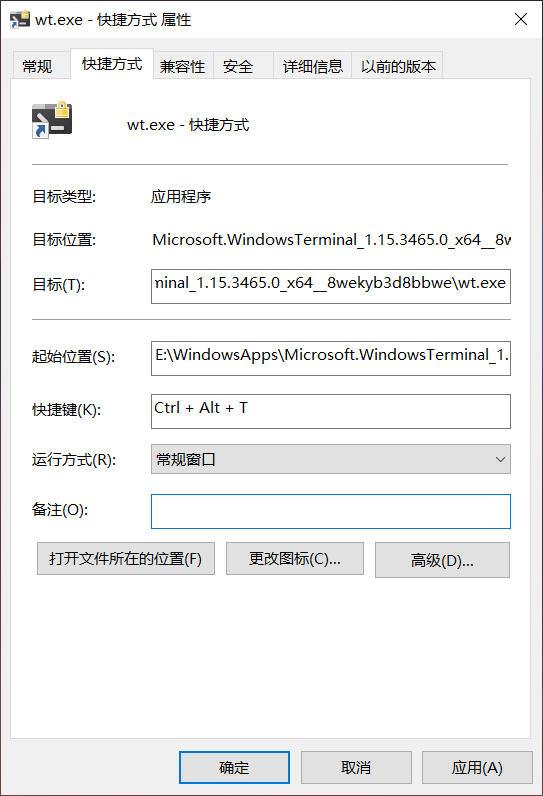 wt.exe - 快捷方式 属性
常规 快捷方式 兼容性 安全 详细信息 以前的版本
wt.exe - 快捷方式
目标类型: 应用程序
目标位置: Microsoft.WindowsTerminal_1.15.3465.0_x64__8w
目标(T): ninal_1.15.3465.0_x64__8wekyb3d8bbwe\wt.exe
起始位置(S): E:\WindowsApps\Microsoft.WindowsTerminal_1.
快捷键(K): Ctrl + Alt + T
运行方式(R): 常规窗口
备注(O):
打开文件所在的位置(F) 更改图标(C)... 高级(D)...
确定 取消 应用(A)